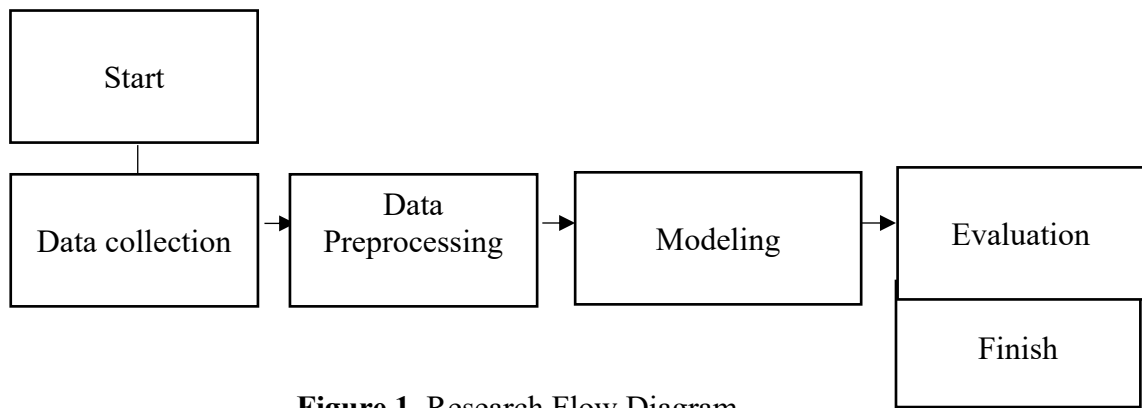 Start
Data collection
Data
Preprocessing
Modeling
Evaluation
Finish
Figure 1. Research Flow Diagram